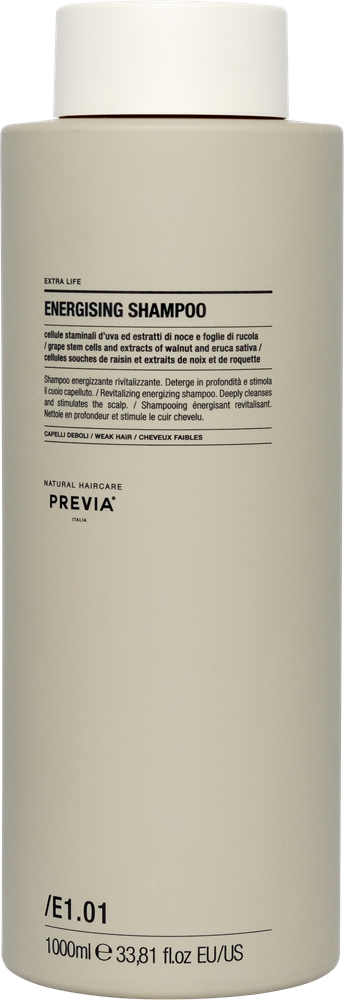 EXTRA LIFE
ENERGISING SHAMPOO
cellule staminali d'uva ed estratti di noce e foglie di rucola
/ grape stem cells and extracts of walnut and eruca sativa /
cellules souches de raisin et extraits de noix et de roquette
Shampoo energizzante rivitalizzante. Deterge in profondità e stimola
il cuoio capelluto. / Revitalizing energizing shampoo. Deeply cleanses
and stimulates the scalp. / Shampooing énergisant revitalisant.
Nettoie en profondeur et stimule le cuir chevelu.
CAPELLI DEBOLI / WEAK HAIR / CHEVEUX FAIBLES
NATURAL HAIRCARE
PREVIA®
ITALIA
/E1.01
1000ml ℮ 33,81 fl.oz EU/US